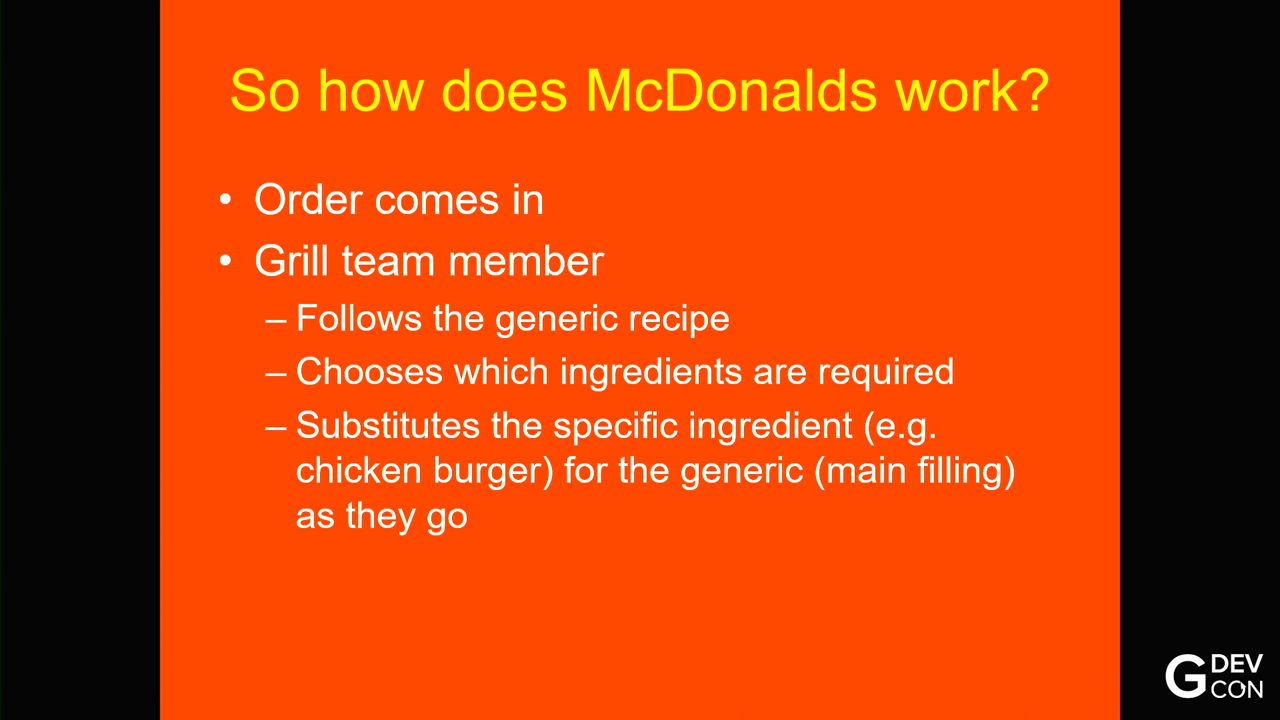 So how does McDonalds work?
• Order comes in
• Grill team member
– Follows the generic recipe
– Chooses which ingredients are required
– Substitutes the specific ingredient (e.g.
chicken burger) for the generic (main filling)
as they go
G DEV
CON